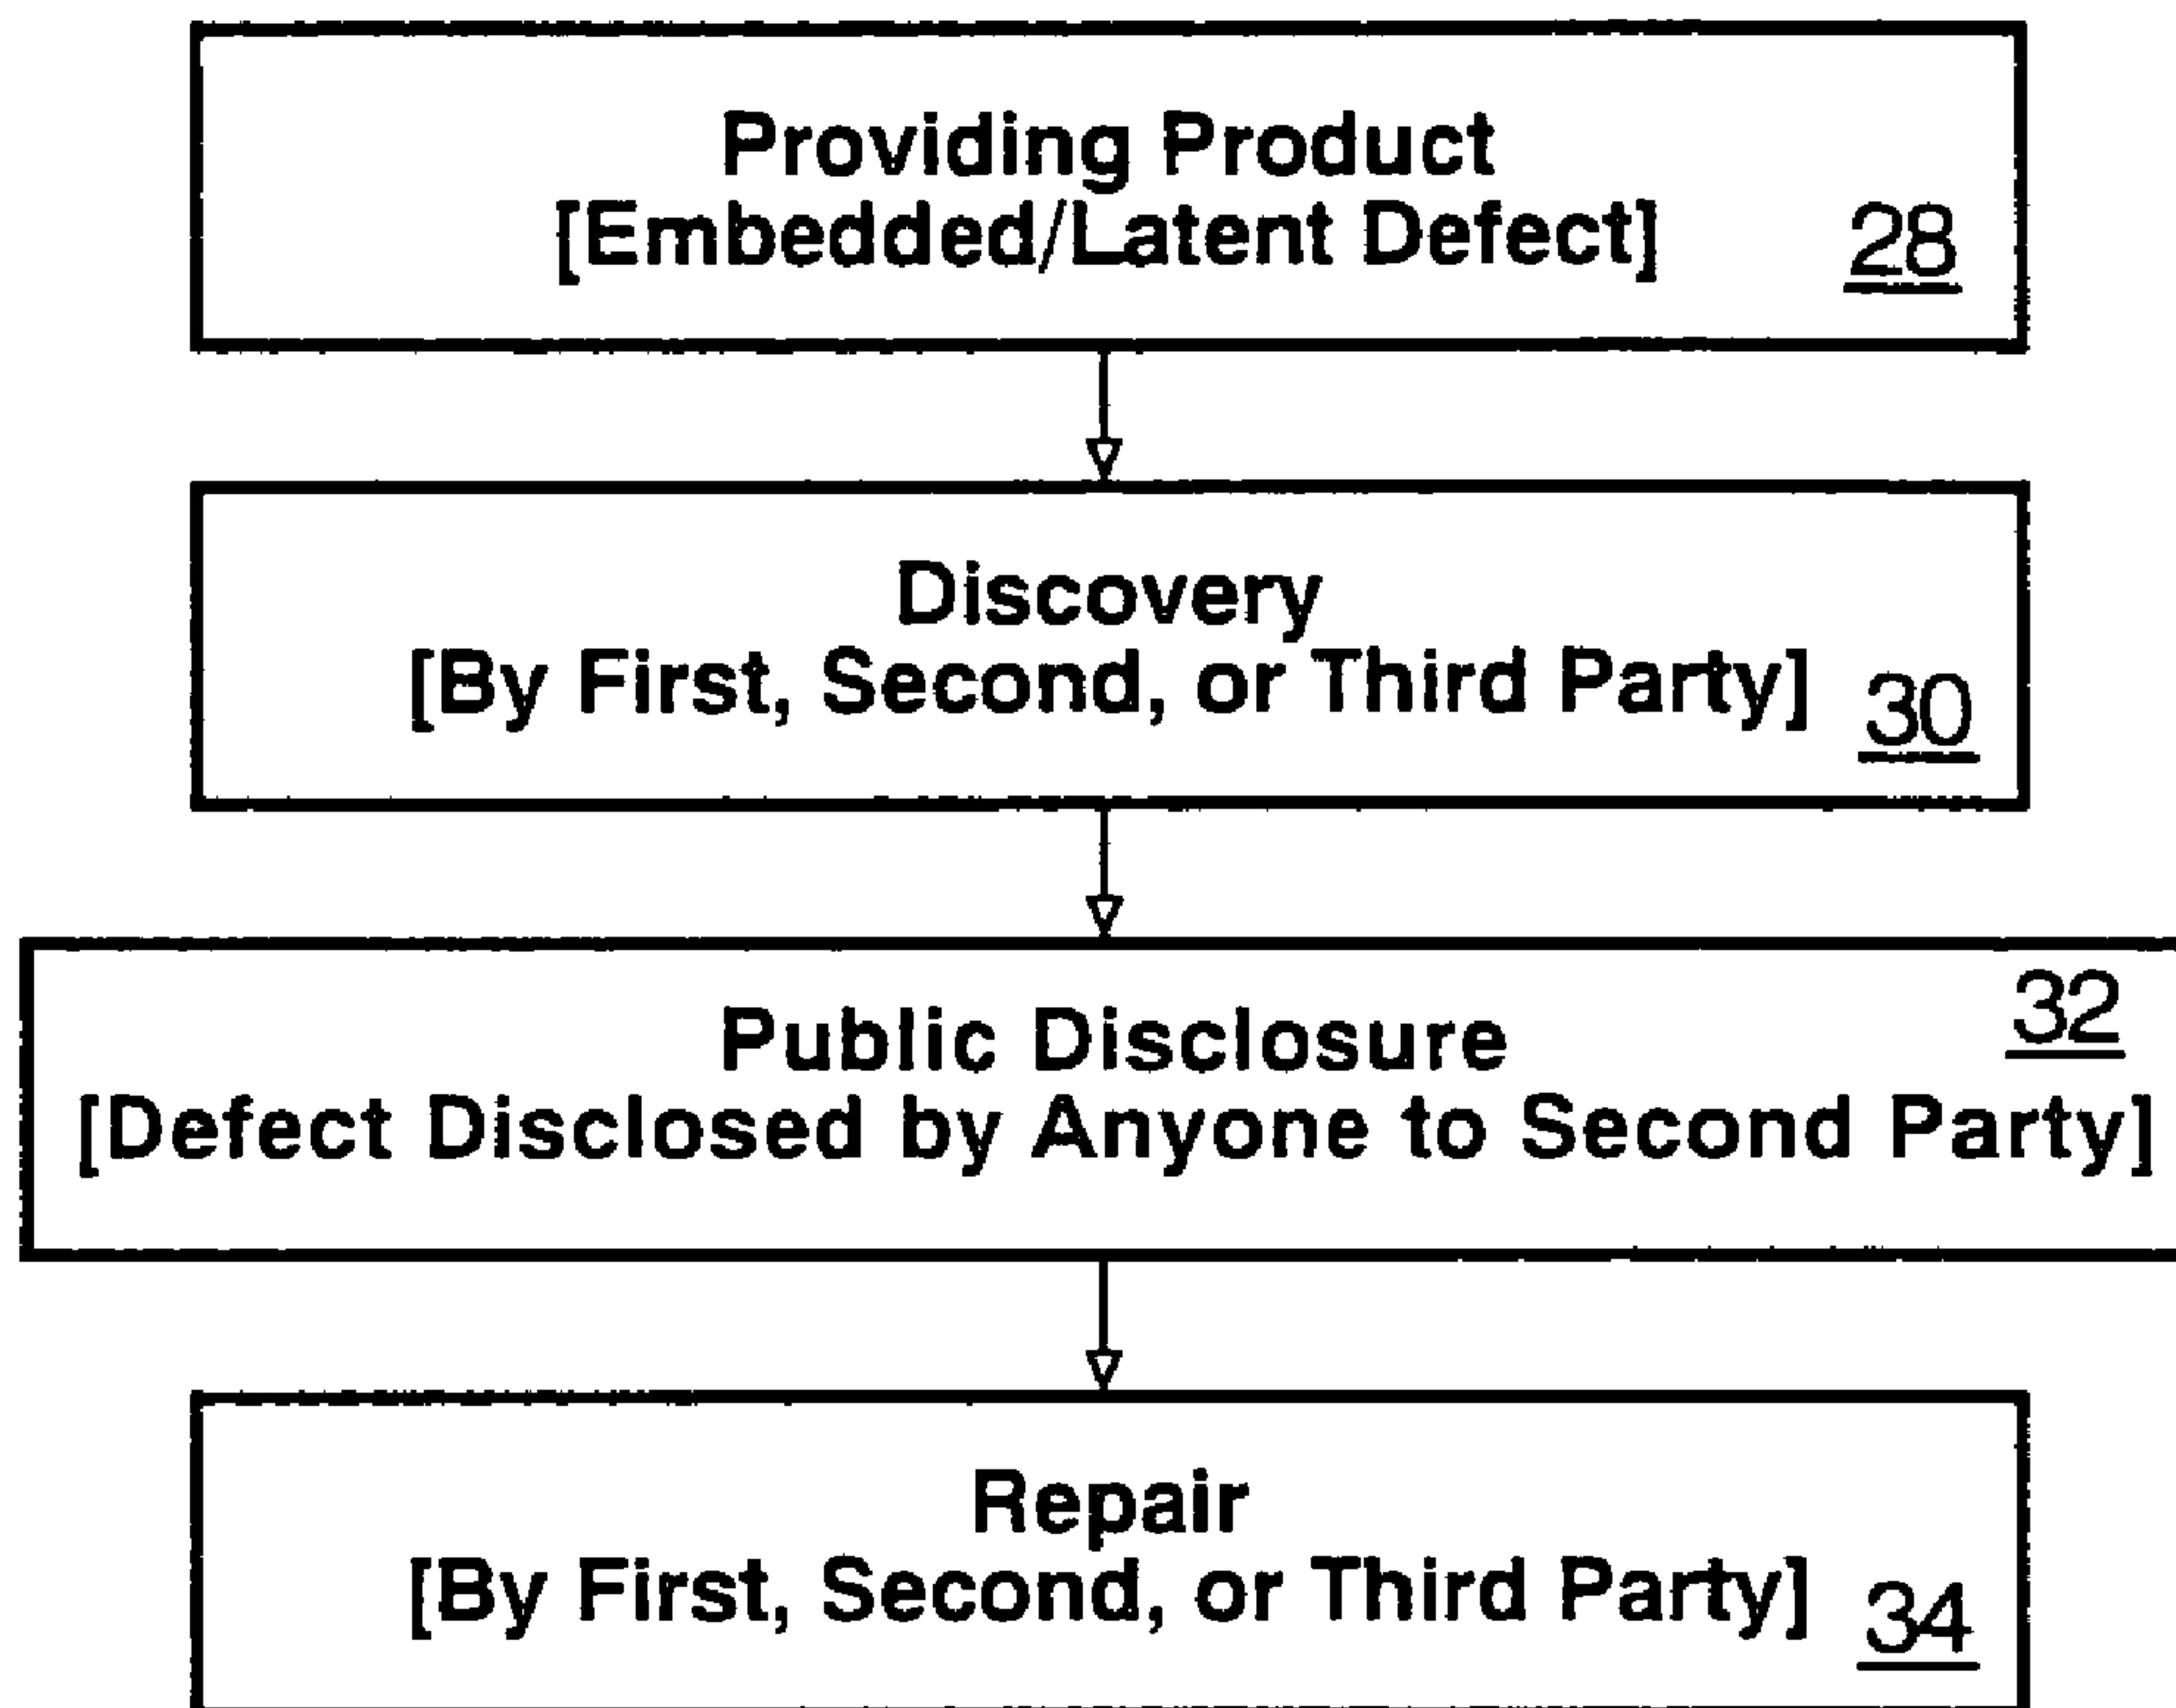 Providing Product
[Embedded/Latent Defect]
28
Discovery
[By First, Second, or Third Party]
30
Public Disclosure
32
[Defect Disclosed by Anyone to Second Party]
Repair
[By First, Second, or Third Party]
34